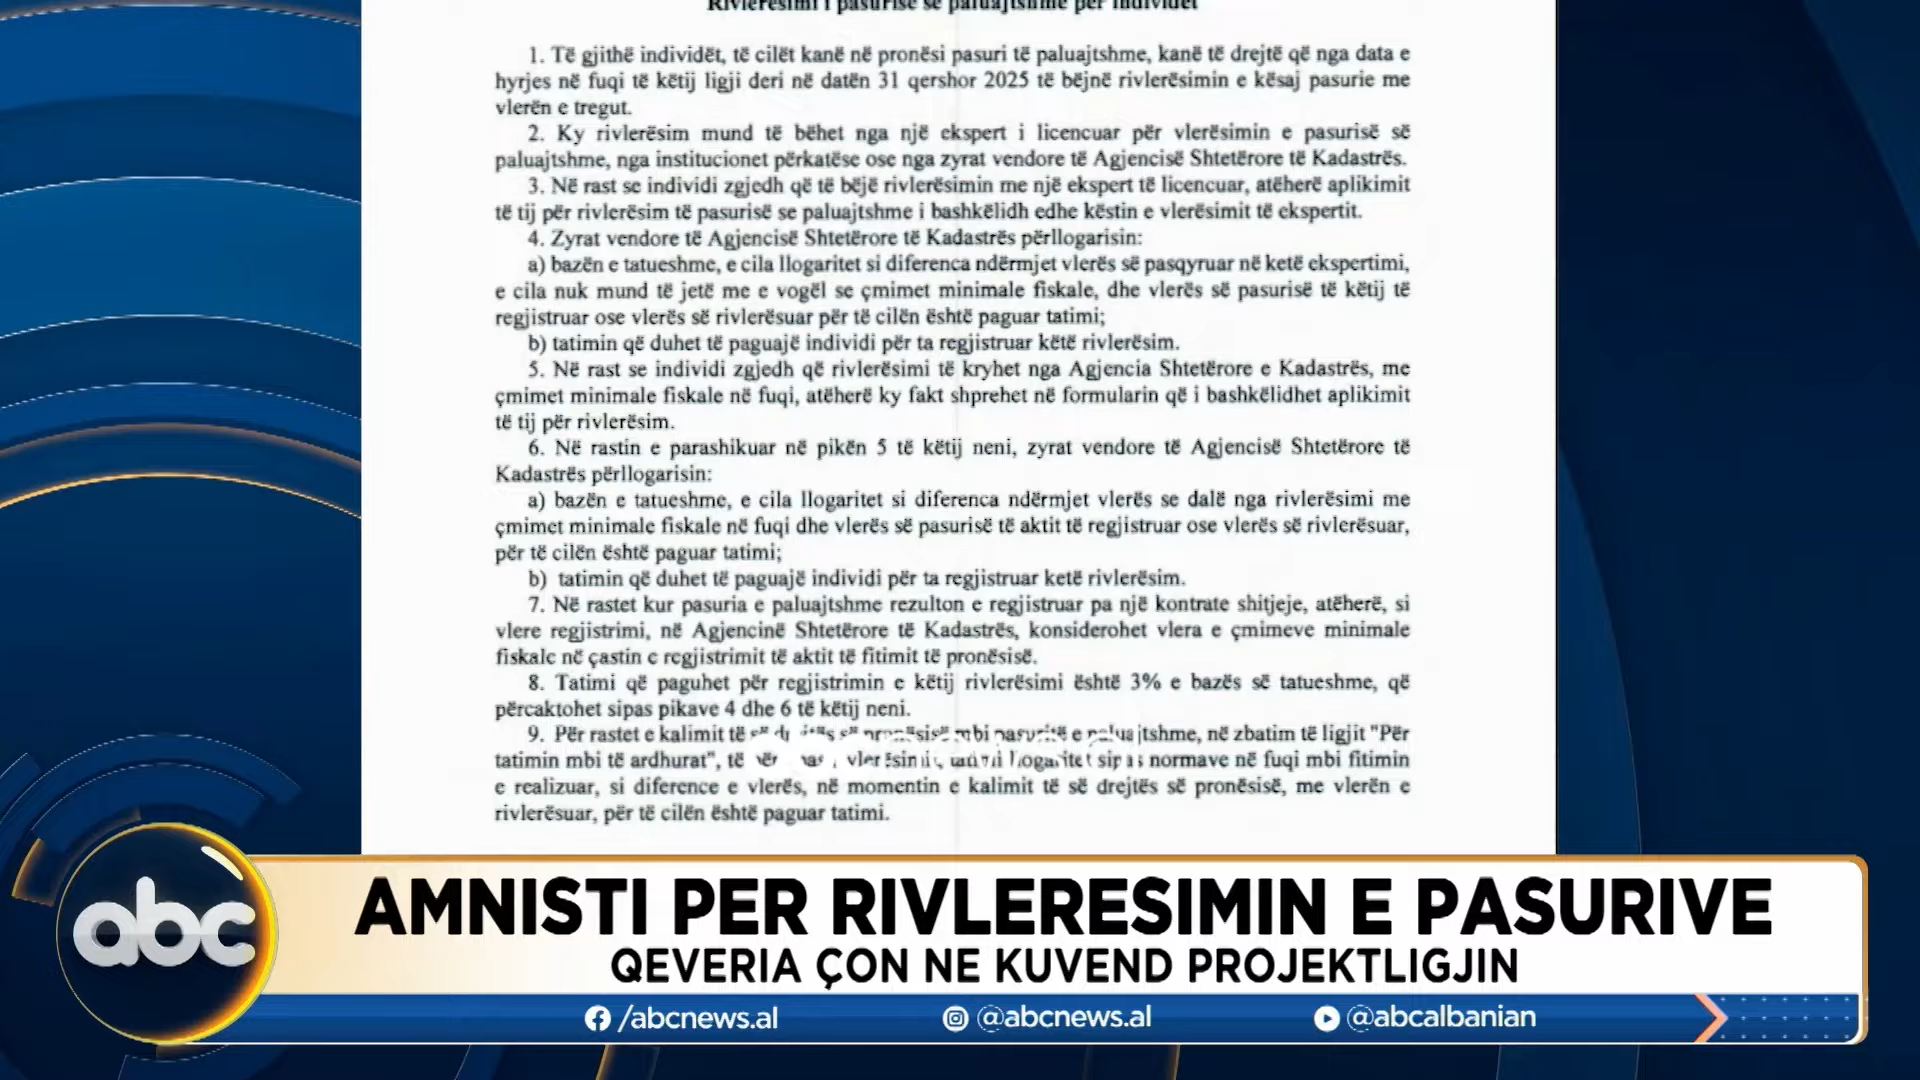 Rivlerësimi i pasurisë së paluajtshme për individët
1. Të gjithë individët, të cilët kanë në pronësi pasuri të paluajtshme, kanë të drejtë që nga data e
hyrjes në fuqi të këtij ligji deri në datën 31 qershor 2025 të bëjnë rivlerësimin e kësaj pasurie me
vlerën e tregut.
2. Ky rivlerësim mund të bëhet nga një ekspert i licencuar për vlerësimin e pasurisë së
paluajtshme, nga institucionet përkatëse ose nga zyrat vendore të Agjencisë Shtetërore të Kadastrës.
3. Në rast se individi zgjedh që të bëjë rivlerësimin me një ekspert të licencuar, atëherë aplikimit
të tij për rivlerësim të pasurisë se paluajtshme i bashkëlidh edhe këstin e vlerësimit të ekspertit.
4. Zyrat vendore të Agjencisë Shtetërore të Kadastrës përllogarisin:
a) bazën e tatueshme, e cila llogaritet si diferenca ndërmjet vlerës së pasqyruar në ketë ekspertimi,
e cila nuk mund të jetë me e vogël se çmimet minimale fiskale, dhe vlerës së pasurisë të këtij të
regjistruar ose vlerës së rivlerësuar për të cilën është paguar tatimi;
b) tatimin që duhet të paguajë individi për ta regjistruar këtë rivlerësim.
5. Në rast se individi zgjedh që rivlerësimi të kryhet nga Agjencia Shtetërore e Kadastrës, me
çmimet minimale fiskale në fuqi, atëherë ky fakt shprehet në formularin që i bashkëlidhet aplikimit
të tij për rivlerësim.
6. Në rastin e parashikuar në pikën 5 të këtij neni, zyrat vendore të Agjencisë Shtetërore të
Kadastrës përllogarisin:
a) bazën e tatueshme, e cila llogaritet si diferenca ndërmjet vlerës se dalë nga rivlerësimi me
çmimet minimale fiskale në fuqi dhe vlerës së pasurisë të aktit të regjistruar ose vlerës së rivlerësuar,
për të cilën është paguar tatimi;
b) tatimin që duhet të paguajë individi për ta regjistruar ketë rivlerësim.
7. Në rastet kur pasuria e paluajtshme rezulton e regjistruar pa një kontrate shitjeje, atëherë, si
vlere regjistrimi, në Agjencinë Shtetërore të Kadastrës, konsiderohet vlera e çmimeve minimale
fiskale në çastin e regjistrimit të aktit të fitimit të pronësisë.
8. Tatimi që paguhet për regjistrimin e këtij rivlerësimi është 3% e bazës së tatueshme, që
përcaktohet sipas pikave 4 dhe 6 të këtij neni.
9. Për rastet e kalimit të së drejtës së pronësisë mbi pasuritë e paluajtshme, në zbatim të ligjit "Për
tatimin mbi të ardhurat", të vlerësimi, tatimi llogaritet sipas normave në fuqi mbi fitimin
e realizuar, si diference e vlerës, në momentin e kalimit të së drejtës së pronësisë, me vlerën e
rivlerësuar, për të cilën është paguar tatimi.
abc
AMNISTI PER RIVLERESIMIN E PASURIVE
QEVERIA ÇON NE KUVEND PROJEKTLIGJIN
/abcnews.al @abcnews.al @abcalbanian